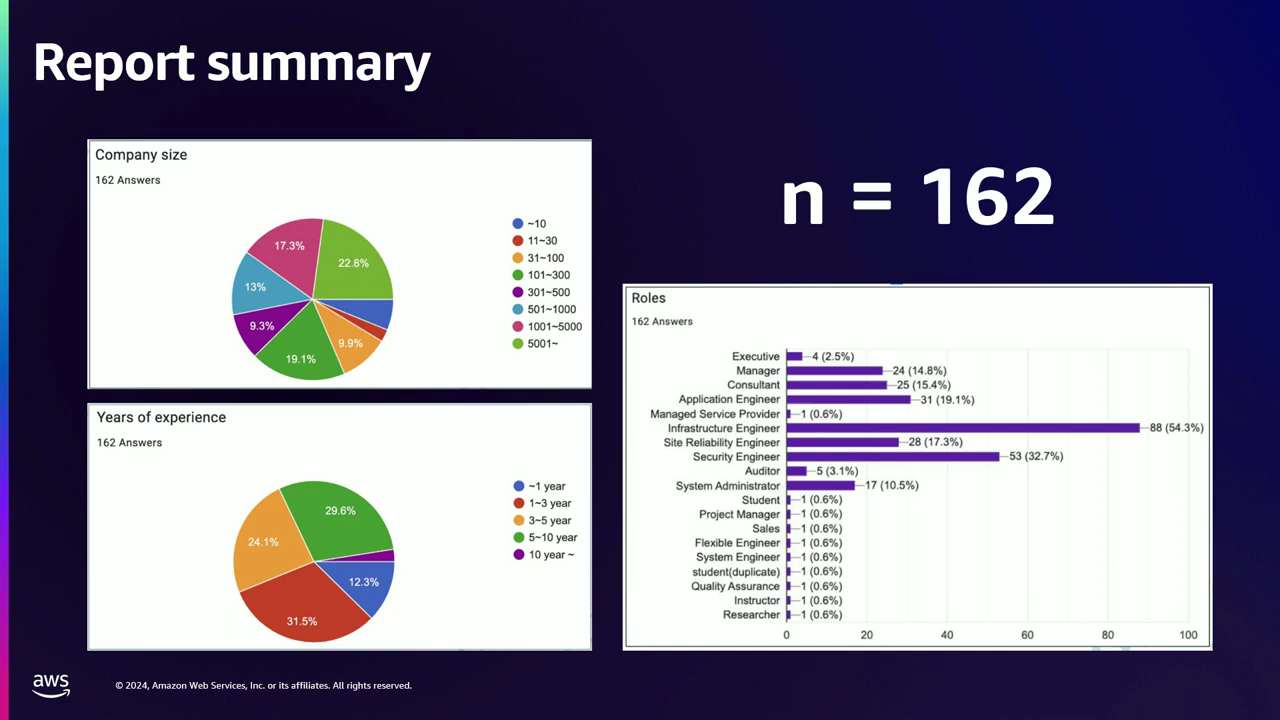 Report summary
Company size
162 Answers
17.3%
22.8%
13%
9.3%
19.1%
9.9%
~10
11~30
31~100
101~300
301~500
501~1000
1001~5000
5001~
n = 162
Years of experience
162 Answers
29.6%
24.1%
12.3%
31.5%
~1 year
1~3 year
3~5 year
5~10 year
10 year ~
Roles
162 Answers
Executive 4 (2.5%)
Manager 24 (14.8%)
Consultant 25 (15.4%)
Application Engineer 31 (19.1%)
Managed Service Provider 1 (0.6%)
Infrastructure Engineer 88 (54.3%)
Site Reliability Engineer 28 (17.3%)
Security Engineer 53 (32.7%)
Auditor 5 (3.1%)
System Administrator 17 (10.5%)
Student 1 (0.6%)
Project Manager 1 (0.6%)
Sales 1 (0.6%)
Flexible Engineer 1 (0.6%)
System Engineer 1 (0.6%)
student(duplicate) 1 (0.6%)
Quality Assurance 1 (0.6%)
Instructor 1 (0.6%)
Researcher 1 (0.6%)
0 20 40 60 80 100
aws
© 2024, Amazon Web Services, Inc. or its affiliates. All rights reserved.